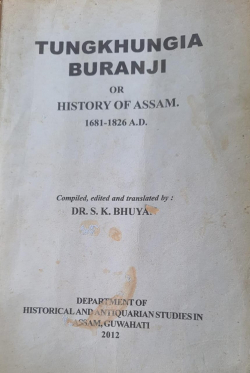 TUNGKHUNGIA
BURANJI
OR
HISTORY OF ASSAM.
1681-1826 A.D.
Compiled, edited and translated by :
DR. S. K. BHUYA.
DEPARTMENT OF
HISTORICAL AND ANTIQUARIAN STUDIES IN
ASSAM, GUWAHATI
2012